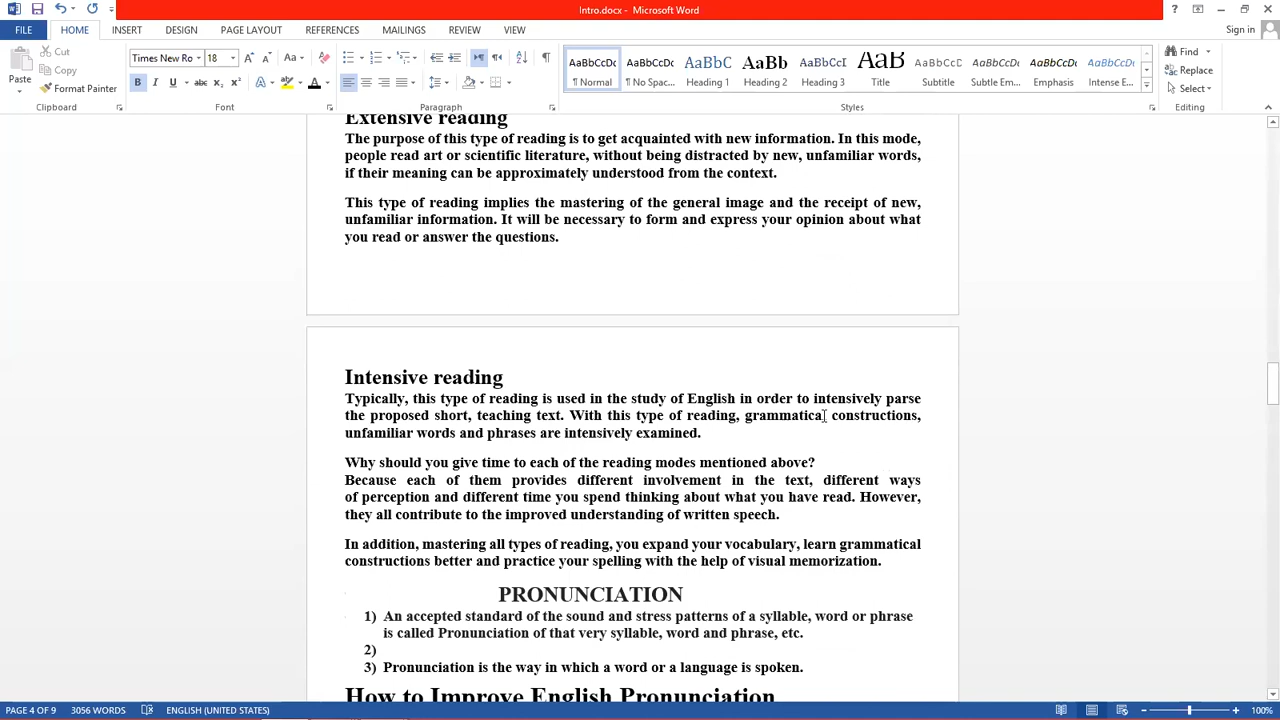 Intro.docx - Microsoft Word
FILE HOME INSERT DESIGN PAGE LAYOUT REFERENCES MAILINGS REVIEW VIEW Sign in
Paste Cut Copy Format Painter
Clipboard
Times New Ro 18
Font
Paragraph
AaBbCcDc AaBbCcDc AaBbC AaBb AaBbCcI AaB AaBbCcD AaBbCcDc AaBbCcDc AaBbCcDc
¶ Normal ¶ No Spac... Heading 1 Heading 2 Heading 3 Title Subtitle Subtle Em... Emphasis Intense E...
Styles
Find
Replace
Select
Editing
Extensive reading
The purpose of this type of reading is to get acquainted with new information. In this mode,
people read art or scientific literature, without being distracted by new, unfamiliar words,
if their meaning can be approximately understood from the context.
This type of reading implies the mastering of the general image and the receipt of new,
unfamiliar information. It will be necessary to form and express your opinion about what
you read or answer the questions.
Intensive reading
Typically, this type of reading is used in the study of English in order to intensively parse
the proposed short, teaching text. With this type of reading, grammatical constructions,
unfamiliar words and phrases are intensively examined.
Why should you give time to each of the reading modes mentioned above?
Because each of them provides different involvement in the text, different ways
of perception and different time you spend thinking about what you have read. However,
they all contribute to the improved understanding of written speech.
In addition, mastering all types of reading, you expand your vocabulary, learn grammatical
constructions better and practice your spelling with the help of visual memorization.
PRONUNCIATION
1) An accepted standard of the sound and stress patterns of a syllable, word or phrase
is called Pronunciation of that very syllable, word and phrase, etc.
2)
3) Pronunciation is the way in which a word or a language is spoken.
How to Improve English Pronunciation
PAGE 4 OF 9 3056 WORDS ENGLISH (UNITED STATES) 100%